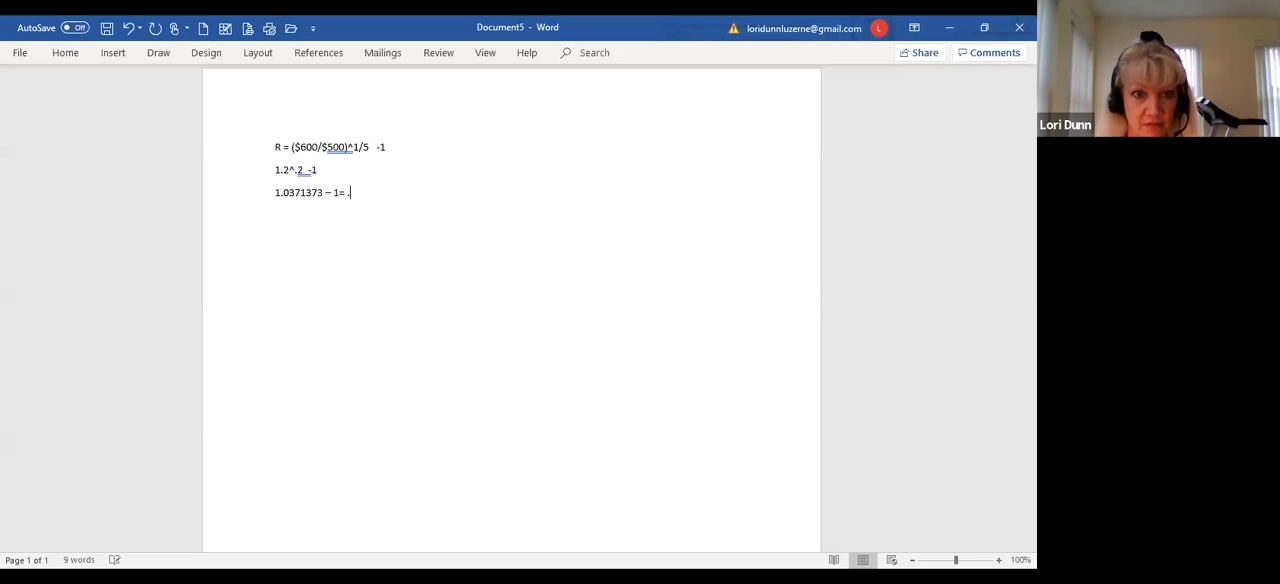 AutoSave Off Document5 - Word loridunnluzerne@gmail.com L
File Home Insert Draw Design Layout References Mailings Review View Help Search Share Comments
Lori Dunn
R = ($600/$500)^1/5 -1
1.2^.2 -1
1.0371373 – 1= .
Page 1 of 1 9 words 100%